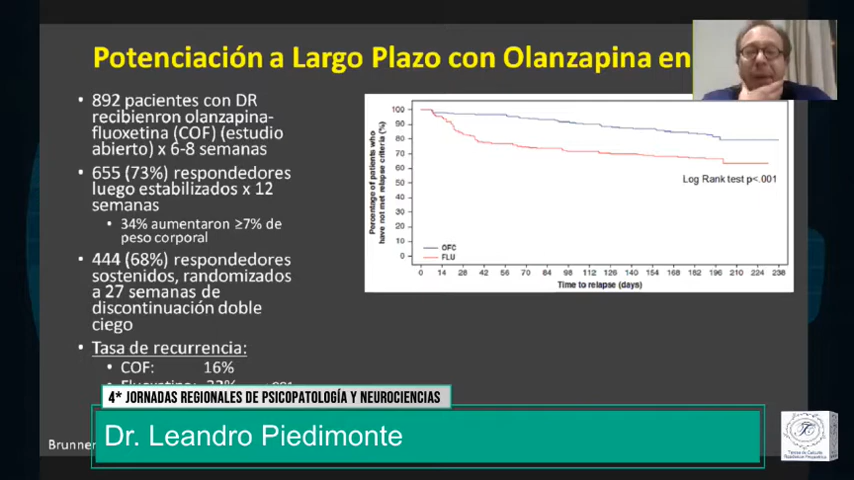 Potenciación a Largo Plazo con Olanzapina en
• 892 pacientes con DR
recibienron olanzapina-
fluoxetina (COF) (estudio
abierto) x 6-8 semanas
• 655 (73%) respondedores
luego estabilizados x 12
semanas
• 34% aumentaron ≥7% de
peso corporal
• 444 (68%) respondedores
sostenidos, randomizados
a 27 semanas de
discontinuación doble
ciego
• Tasa de recurrencia:
• COF: 16%
Percentage of patients who
have not met relapse criteria (%)
100
90
80
70
60
50
40
30
20
10
0
Log Rank test p<.001
OFC
FLU
0 14 28 42 56 70 84 98 112 126 140 154 168 182 196 210 224 238
Time to relapse (days)
4* JORNADAS REGIONALES DE PSICOPATOLOGÍA Y NEUROCIENCIAS
Dr. Leandro Piedimonte
Brunner